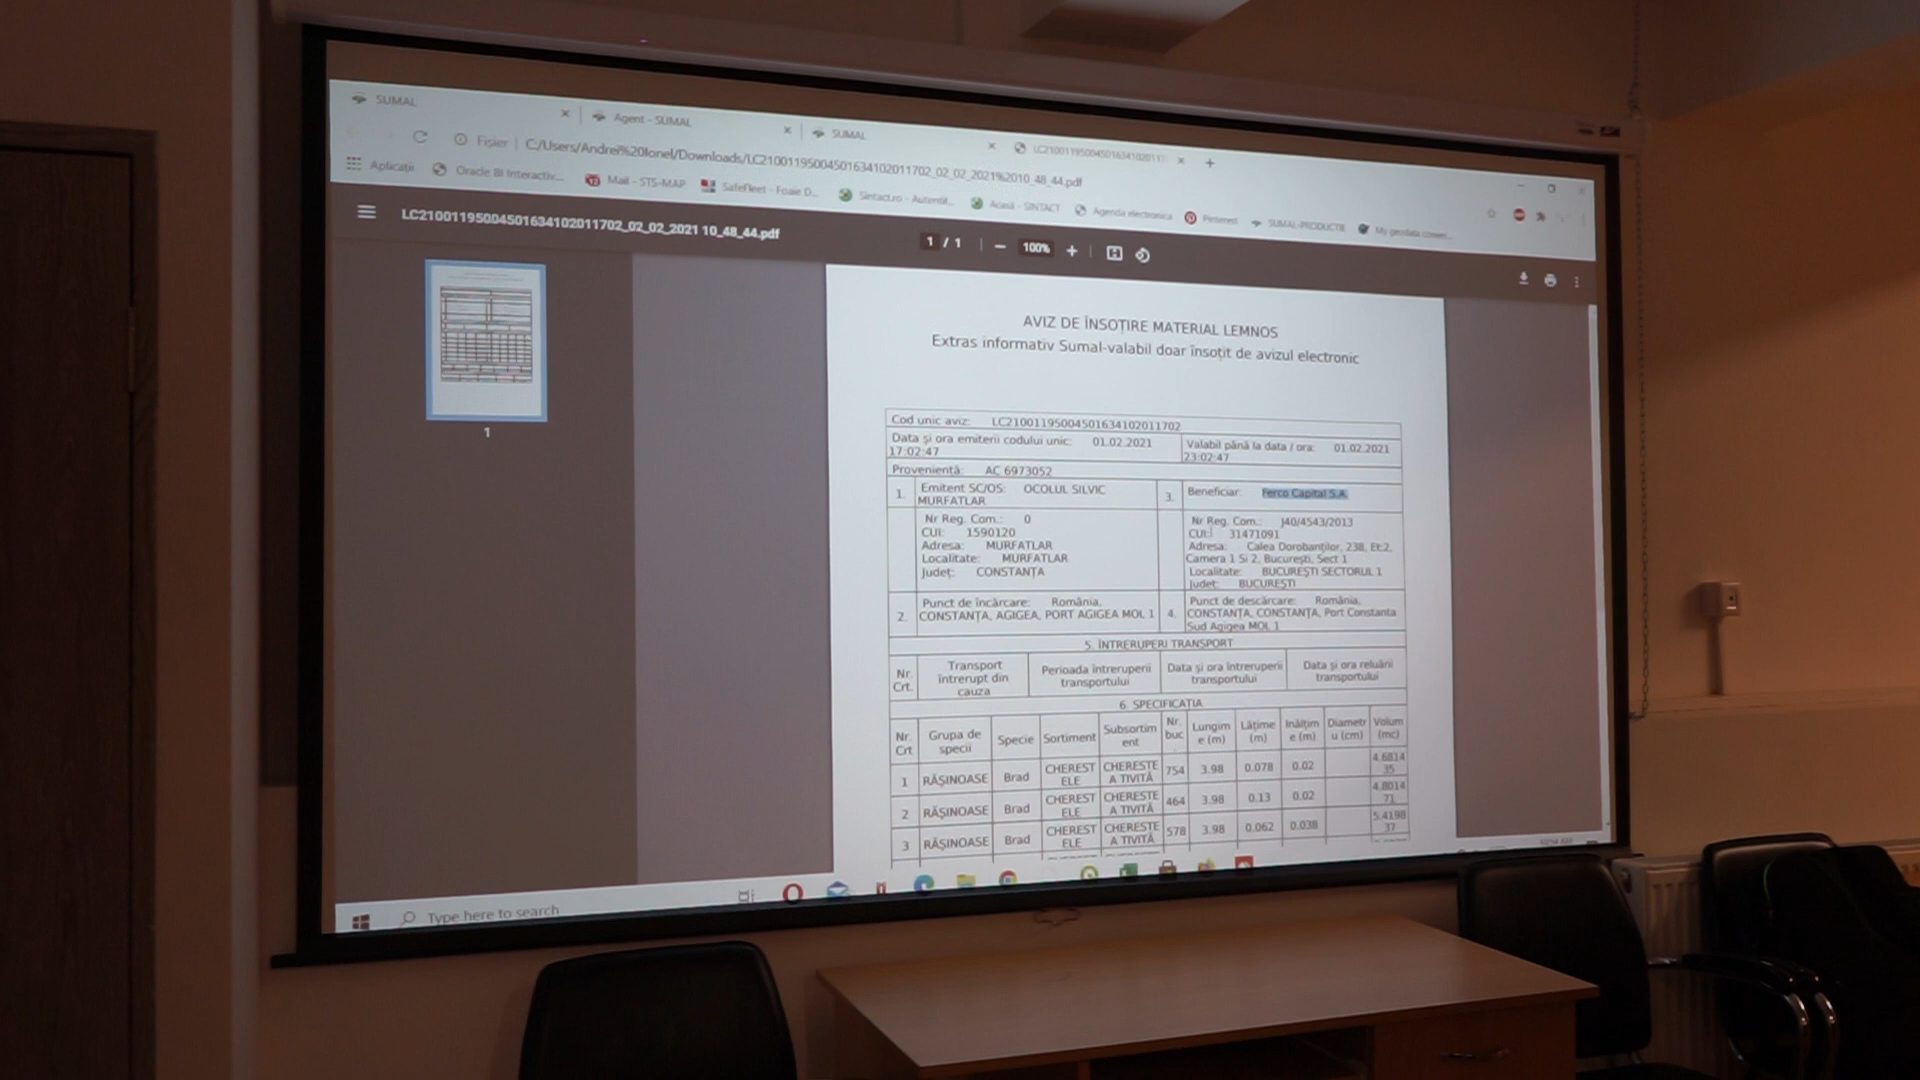 SUMAL
Agent - SUMAL
SUMAL
LC2100119500450163410201170
Fișier | C:/Users/Andrei%20Ionel/Downloads/LC21001195004501634102011702_02_02_2021%2010_48_44.pdf
Aplicații
Oracle BI Interactiv...
Mail - STS-MAP
SafeFleet - Foaie D...
Sintact.ro - Autentif...
Acasă - SINTACT
Agenda electronica
Pinterest
SUMAL-PRODUCTIE
My geodata conver...
LC21001195004501634102011702_02_02_2021 10_48_44.pdf
1 / 1
100%
1
AVIZ DE ÎNSOȚIRE MATERIAL LEMNOS
Extras informativ Sumal-valabil doar însoțit de avizul electronic
Cod unic aviz: LC21001195004501634102011702
Data și ora emiterii codului unic: 01.02.2021
17:02:47
Valabil până la data / ora: 01.02.2021
23:02:47
Proveniență: AC 6973052
1. Emitent SC/OS: OCOLUL SILVIC
MURFATLAR
3. Beneficiar: Ferco Capital S.A.
Nr Reg. Com.: 0
CUI: 1590120
Adresa: MURFATLAR
Localitate: MURFATLAR
Județ: CONSTANȚA
Nr Reg. Com.: J40/4543/2013
CUI: 31471091
Adresa: Calea Dorobanților, 238, Et:2,
Camera 1 Si 2, București, Sect 1
Localitate: BUCUREȘTI SECTORUL 1
Județ: BUCUREȘTI
2. Punct de încărcare: România,
CONSTANȚA, AGIGEA, PORT AGIGEA MOL 1
4. Punct de descărcare: România,
CONSTANȚA, CONSTANȚA, Port Constanta
Sud Agigea MOL 1
5. ÎNTRERUPERI TRANSPORT
Nr. Crt.
Transport întrerupt din cauza
Perioada întreruperii transportului
Data și ora întreruperii transportului
Data și ora reluării transportului
6. SPECIFICAȚIA
Nr. Crt
Grupa de specii
Specie
Sortiment
Subsortiment
Nr. buc
Lungime (m)
Lățime (m)
Inălțime (m)
Diametru (cm)
Volum (mc)
1 RĂȘINOASE Brad CHERESTELE CHERESTEA TIVITĂ 754 3.98 0.078 0.02 4.681435
2 RĂȘINOASE Brad CHERESTELE CHERESTEA TIVITĂ 464 3.98 0.13 0.02 4.801471
3 RĂȘINOASE Brad CHERESTELE CHERESTEA TIVITĂ 578 3.98 0.062 0.038 5.419837
Type here to search